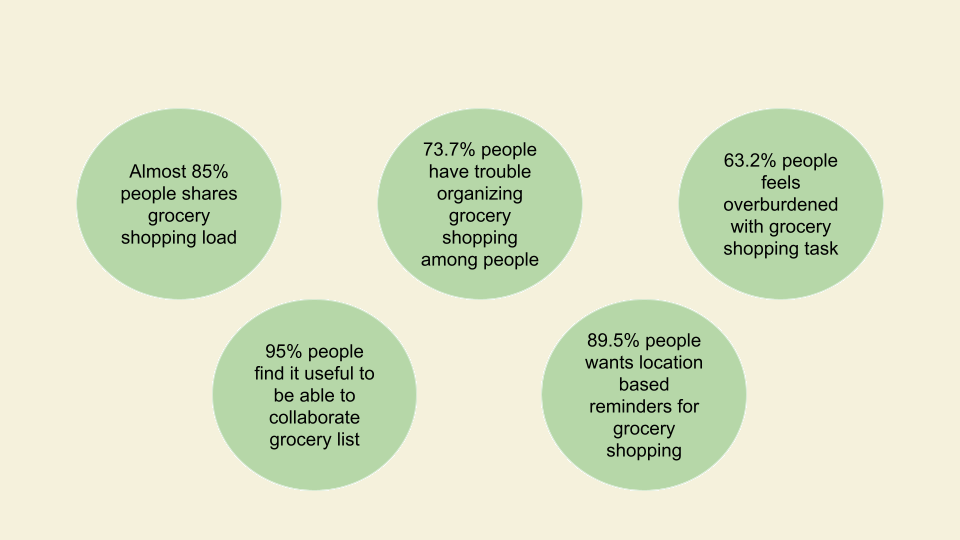 Almost 85%
people shares
grocery
shopping load
73.7% people
have trouble
organizing
grocery
shopping
among people
63.2% people
feels
overburdened
with grocery
shopping task
95% people
find it useful to
be able to
collaborate
grocery list
89.5% people
wants location
based
reminders for
grocery
shopping